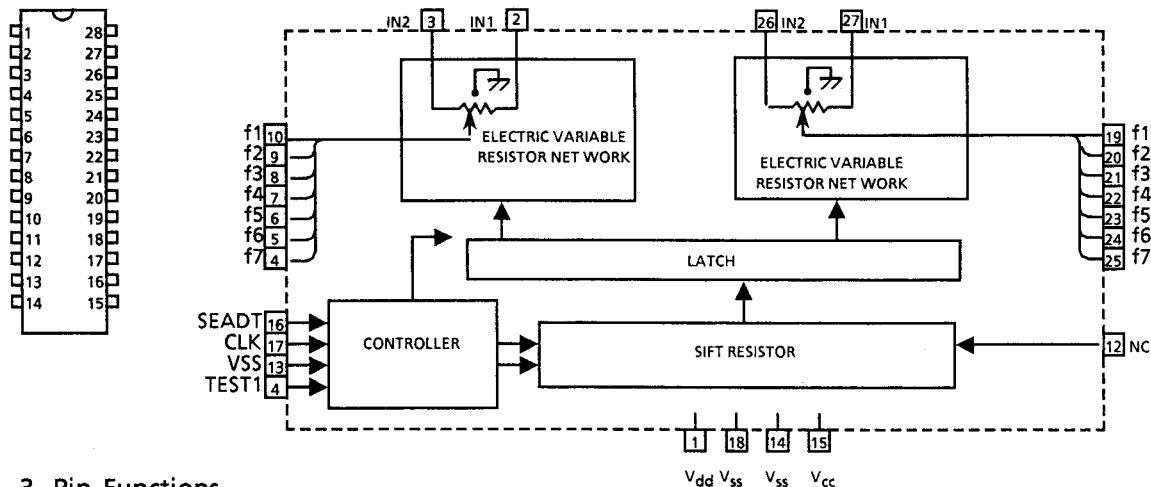 1 28
2 27
3 26
4 25
5 24
6 23
7 22
8 21
9 20
10 19
11 18
12 17
13 16
14 15
IN2 3 IN1 2
26 IN2 27 IN1
ELECTRIC VARIABLE
RESISTOR NET WORK
ELECTRIC VARIABLE
RESISTOR NET WORK
f1 10
f2 9
f3 8
f4 7
f5 6
f6 5
f7 4
19 f1
20 f2
21 f3
22 f4
23 f5
24 f6
25 f7
LATCH
SEADT 16
CLK 17
VSS 13
TEST1 4
CONTROLLER
SIFT RESISTOR
12 NC
1 18 14 15
Vdd Vss Vss Vcc
3. Pin Functions